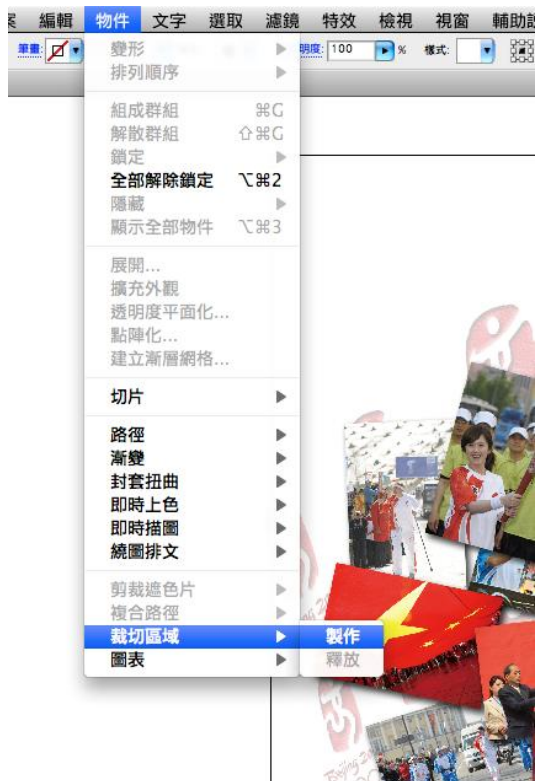 編輯 物件 文字 選取 濾鏡 特效 檢視 視窗 輔助說
筆畫: 明度: 100 % 樣式:
變形
排列順序
組成群組 ⌘G
解散群組 ⇧⌘G
鎖定
全部解除鎖定 ⌥⌘2
隱藏
顯示全部物件 ⌥⌘3
展開...
擴充外觀
透明度平面化...
點陣化...
建立漸層網格...
切片
路徑
漸變
封套扭曲
即時上色
即時描圖
繞圖排文
剪裁遮色片
複合路徑
裁切區域 製作
圖表 釋放